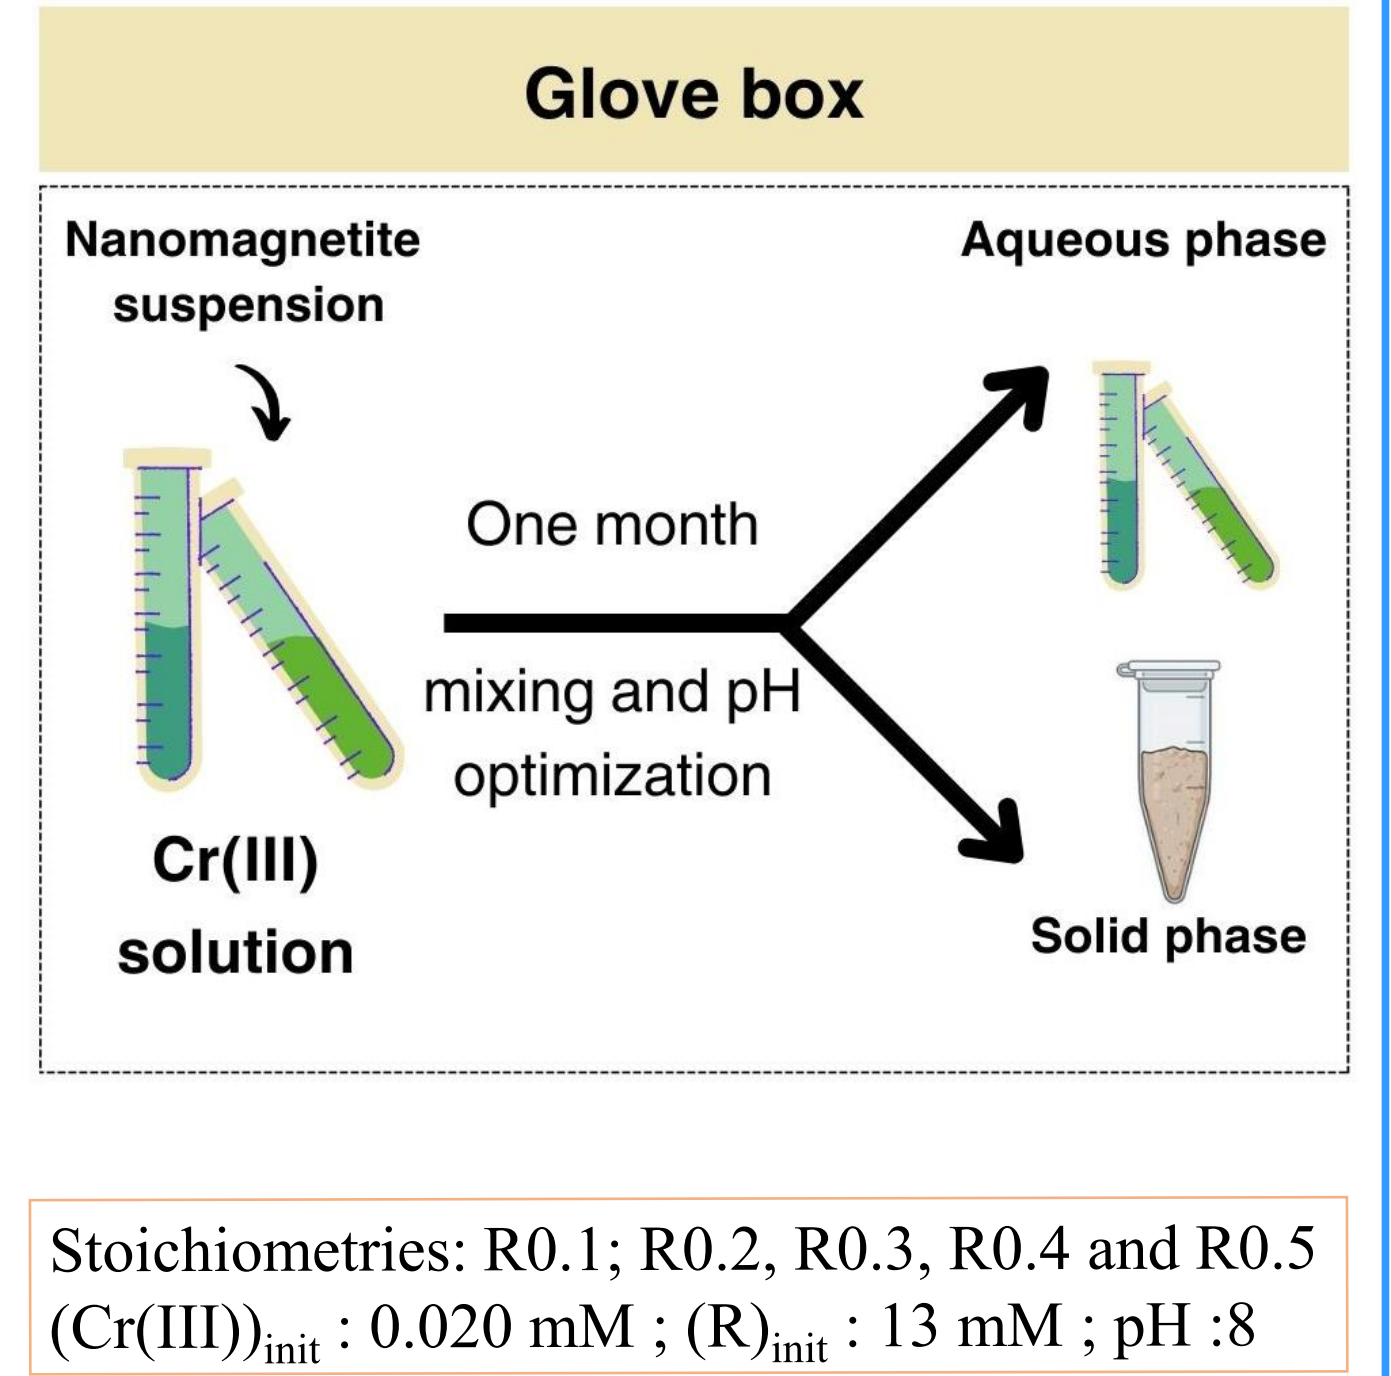 Glove box
Nanomagnetite
suspension
Aqueous phase
One month
mixing and pH
optimization
Cr(III)
solution
Solid phase
Stoichiometries: R0.1; R0.2, R0.3, R0.4 and R0.5
(Cr(III))init : 0.020 mM ; (R)init : 13 mM ; pH :8